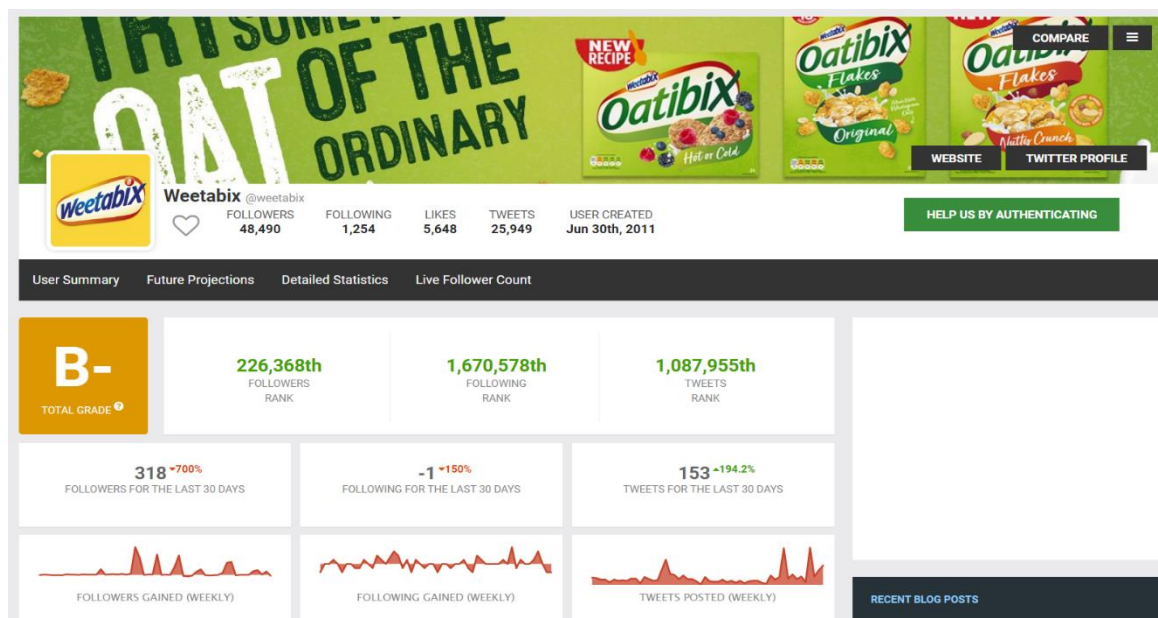 TRY SOME
OAT OF THE
ORDINARY
NEW
RECIPE
Weetabix
Oatibix
Hot or Cold
Weetabix
Oatibix
Flakes
Original
Flakes
Nutty Crunch
COMPARE
WEBSITE
TWITTER PROFILE
Weetabix
Weetabix @weetabix
FOLLOWERS FOLLOWING LIKES TWEETS USER CREATED
48,490 1,254 5,648 25,949 Jun 30th, 2011
HELP US BY AUTHENTICATING
User Summary Future Projections Detailed Statistics Live Follower Count
B-
TOTAL GRADE ?
226,368th
FOLLOWERS
RANK
1,670,578th
FOLLOWING
RANK
1,087,955th
TWEETS
RANK
318 -700%
FOLLOWERS FOR THE LAST 30 DAYS
-1 -150%
FOLLOWING FOR THE LAST 30 DAYS
153 194.2%
TWEETS FOR THE LAST 30 DAYS
FOLLOWERS GAINED (WEEKLY)
FOLLOWING GAINED (WEEKLY)
TWEETS POSTED (WEEKLY)
RECENT BLOG POSTS